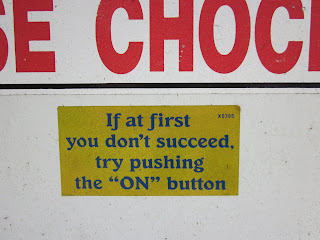 SE CHOC
If at first
you don't succeed,
try pushing
the “ON” button